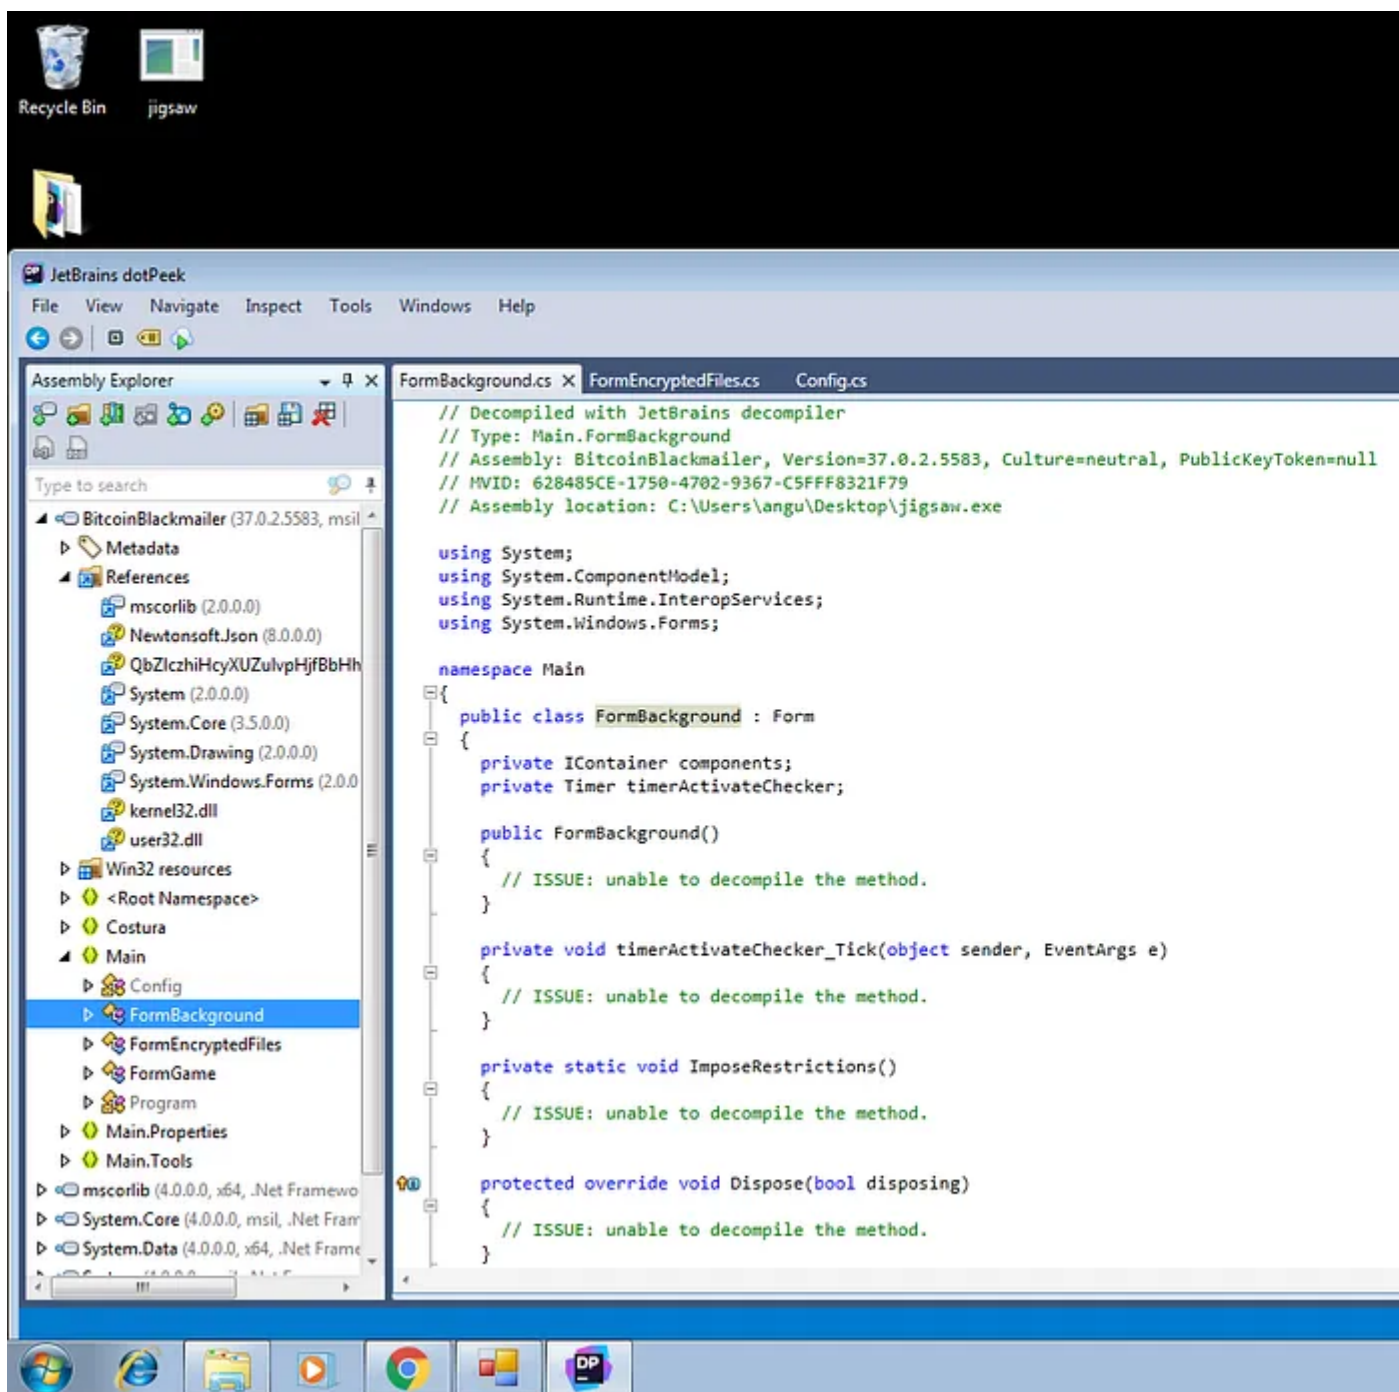 Recycle Bin
jigsaw
JetBrains dotPeek
File View Navigate Inspect Tools Windows Help
Assembly Explorer
FormBackground.cs FormEncryptedFiles.cs Config.cs
Type to search
BitcoinBlackmailer (37.0.2.5583, msil
Metadata
References
mscorlib (2.0.0.0)
Newtonsoft.Json (8.0.0.0)
System (2.0.0.0)
System.Core (3.5.0.0)
System.Drawing (2.0.0.0)
System.Windows.Forms (2.0.0
kernel32.dll
user32.dll
Win32 resources
<Root Namespace>
Costura
Main
Config
FormBackground
FormEncryptedFiles
FormGame
Program
Main.Properties
Main.Tools
mscorlib (4.0.0.0, x64, .Net Framewo
System.Core (4.0.0.0, msil, .Net Fram
System.Data (4.0.0.0, x64, .Net Frame
// Decompiled with JetBrains decompiler
// Type: Main.FormBackground
// Assembly: BitcoinBlackmailer, Version=37.0.2.5583, Culture=neutral, PublicKeyToken=null
// MVID: 628485CE-1750-4702-9367-C5FFF8321F79
// Assembly location: C:\Users\angu\Desktop\jigsaw.exe
using System;
using System.ComponentModel;
using System.Runtime.InteropServices;
using System.Windows.Forms;
namespace Main
{
public class FormBackground : Form
{
private IContainer components;
private Timer timerActivateChecker;
public FormBackground()
{
// ISSUE: unable to decompile the method.
}
private void timerActivateChecker_Tick(object sender, EventArgs e)
{
// ISSUE: unable to decompile the method.
}
private static void ImposeRestrictions()
{
// ISSUE: unable to decompile the method.
}
protected override void Dispose(bool disposing)
{
// ISSUE: unable to decompile the method.
}
DP